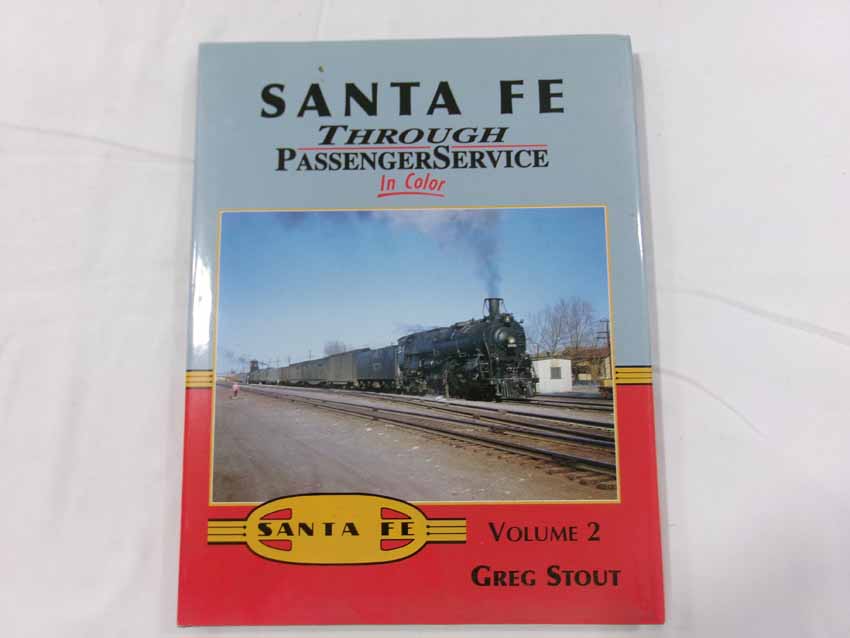 SANTA FE
THROUGH
PASSENGERSERVICE
In Color
SANTA FE
VOLUME 2
GREG STOUT